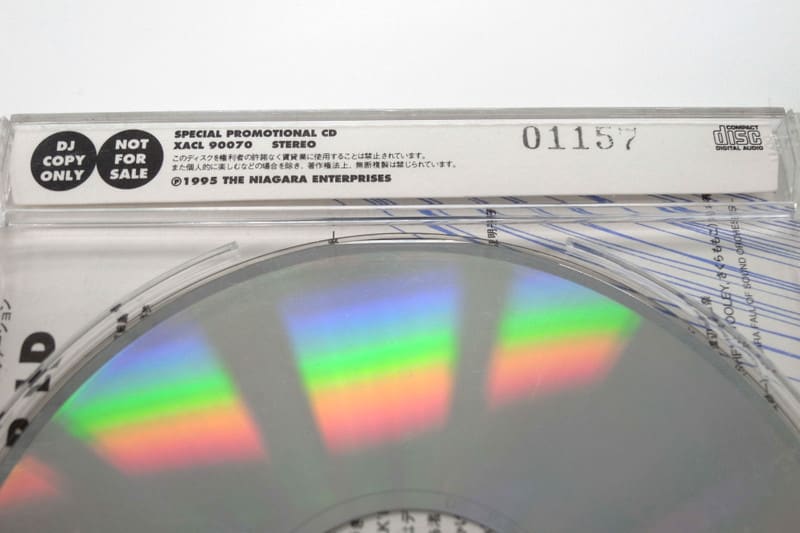 DJ
COPY
ONLY
NOT
FOR
SALE
SPECIAL PROMOTIONAL CD
XACL 90070 STEREO
このディスクを権利者の許諾なく賃貸業に使用することは禁止されています。
また個人的に楽しむなどの場合を除き、著作権法上、無断複製は禁じられています。
Ⓟ1995 THE NIAGARA ENTERPRISES
01157
COMPACT
disc
DIGITAL AUDIO